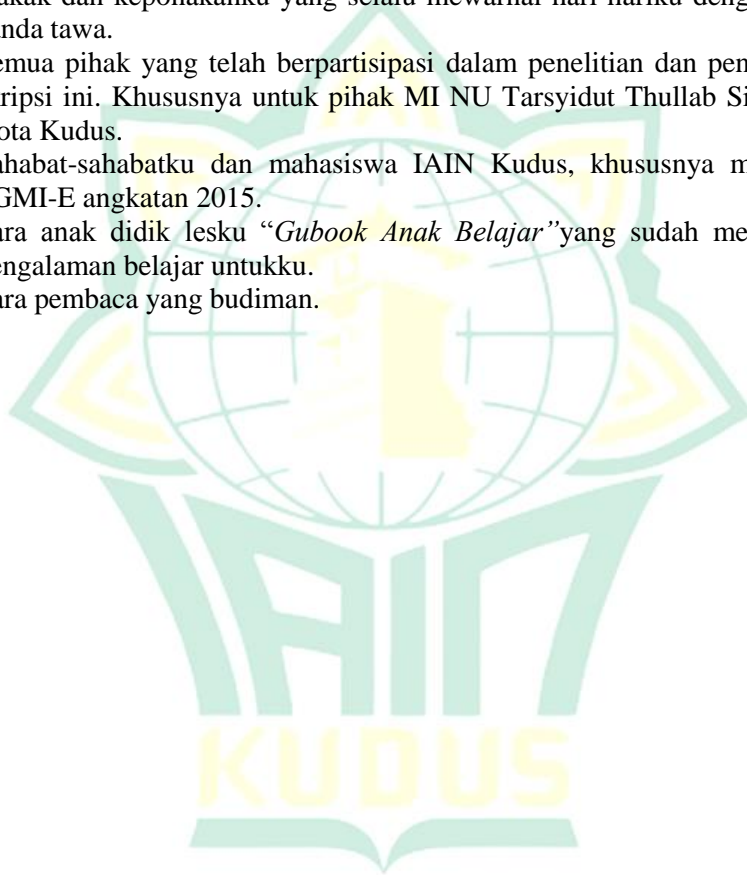 akak dan keponakanku yang selalu mewarnai hari-hariku deng
anda tawa.
emua pihak yang telah berpartisipasi dalam penelitian dan pen
ripsi ini. Khususnya untuk pihak MI NU Tarsyidut Thullab Si
ota Kudus.
ahabat-sahabatku dan mahasiswa IAIN Kudus, khususnya m
GMI-E angkatan 2015.
ara anak didik lesku “Gubook Anak Belajar”yang sudah me
engalaman belajar untukku.
ara pembaca yang budiman.
IAIN
KUDUS